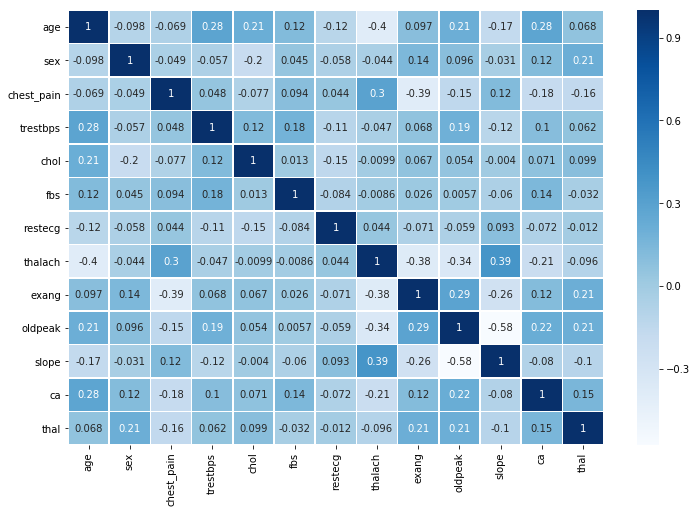 age 1 -0.098 -0.069 0.28 0.21 0.12 -0.12 -0.4 0.097 0.21 -0.17 0.28 0.068
sex -0.098 1 -0.049 -0.057 -0.2 0.045 -0.058 -0.044 0.14 0.096 -0.031 0.12 0.21
chest_pain -0.069 -0.049 1 0.048 -0.077 0.094 0.044 0.3 -0.39 -0.15 0.12 -0.18 -0.16
trestbps 0.28 -0.057 0.048 1 0.12 0.18 -0.11 -0.047 0.068 0.19 -0.12 0.1 0.062
chol 0.21 -0.2 -0.077 0.12 1 0.013 -0.15 -0.0099 0.067 0.054 -0.004 0.071 0.099
fbs 0.12 0.045 0.094 0.18 0.013 1 -0.084 -0.0086 0.026 0.0057 -0.06 0.14 -0.032
restecg -0.12 -0.058 0.044 -0.11 -0.15 -0.084 1 0.044 -0.071 -0.059 0.093 -0.072 -0.012
thalach -0.4 -0.044 0.3 -0.047 -0.0099 -0.0086 0.044 1 -0.38 -0.34 0.39 -0.21 -0.096
exang 0.097 0.14 -0.39 0.068 0.067 0.026 -0.071 -0.38 1 0.29 -0.26 0.12 0.21
oldpeak 0.21 0.096 -0.15 0.19 0.054 0.0057 -0.059 -0.34 0.29 1 -0.58 0.22 0.21
slope -0.17 -0.031 0.12 -0.12 -0.004 -0.06 0.093 0.39 -0.26 -0.58 1 -0.08 -0.1
ca 0.28 0.12 -0.18 0.1 0.071 0.14 -0.072 -0.21 0.12 0.22 -0.08 1 0.15
thal 0.068 0.21 -0.16 0.062 0.099 -0.032 -0.012 -0.096 0.21 0.21 -0.1 0.15 1
age sex chest_pain trestbps chol fbs restecg thalach exang oldpeak slope ca thal
0.9
0.6
0.3
0.0
-0.3